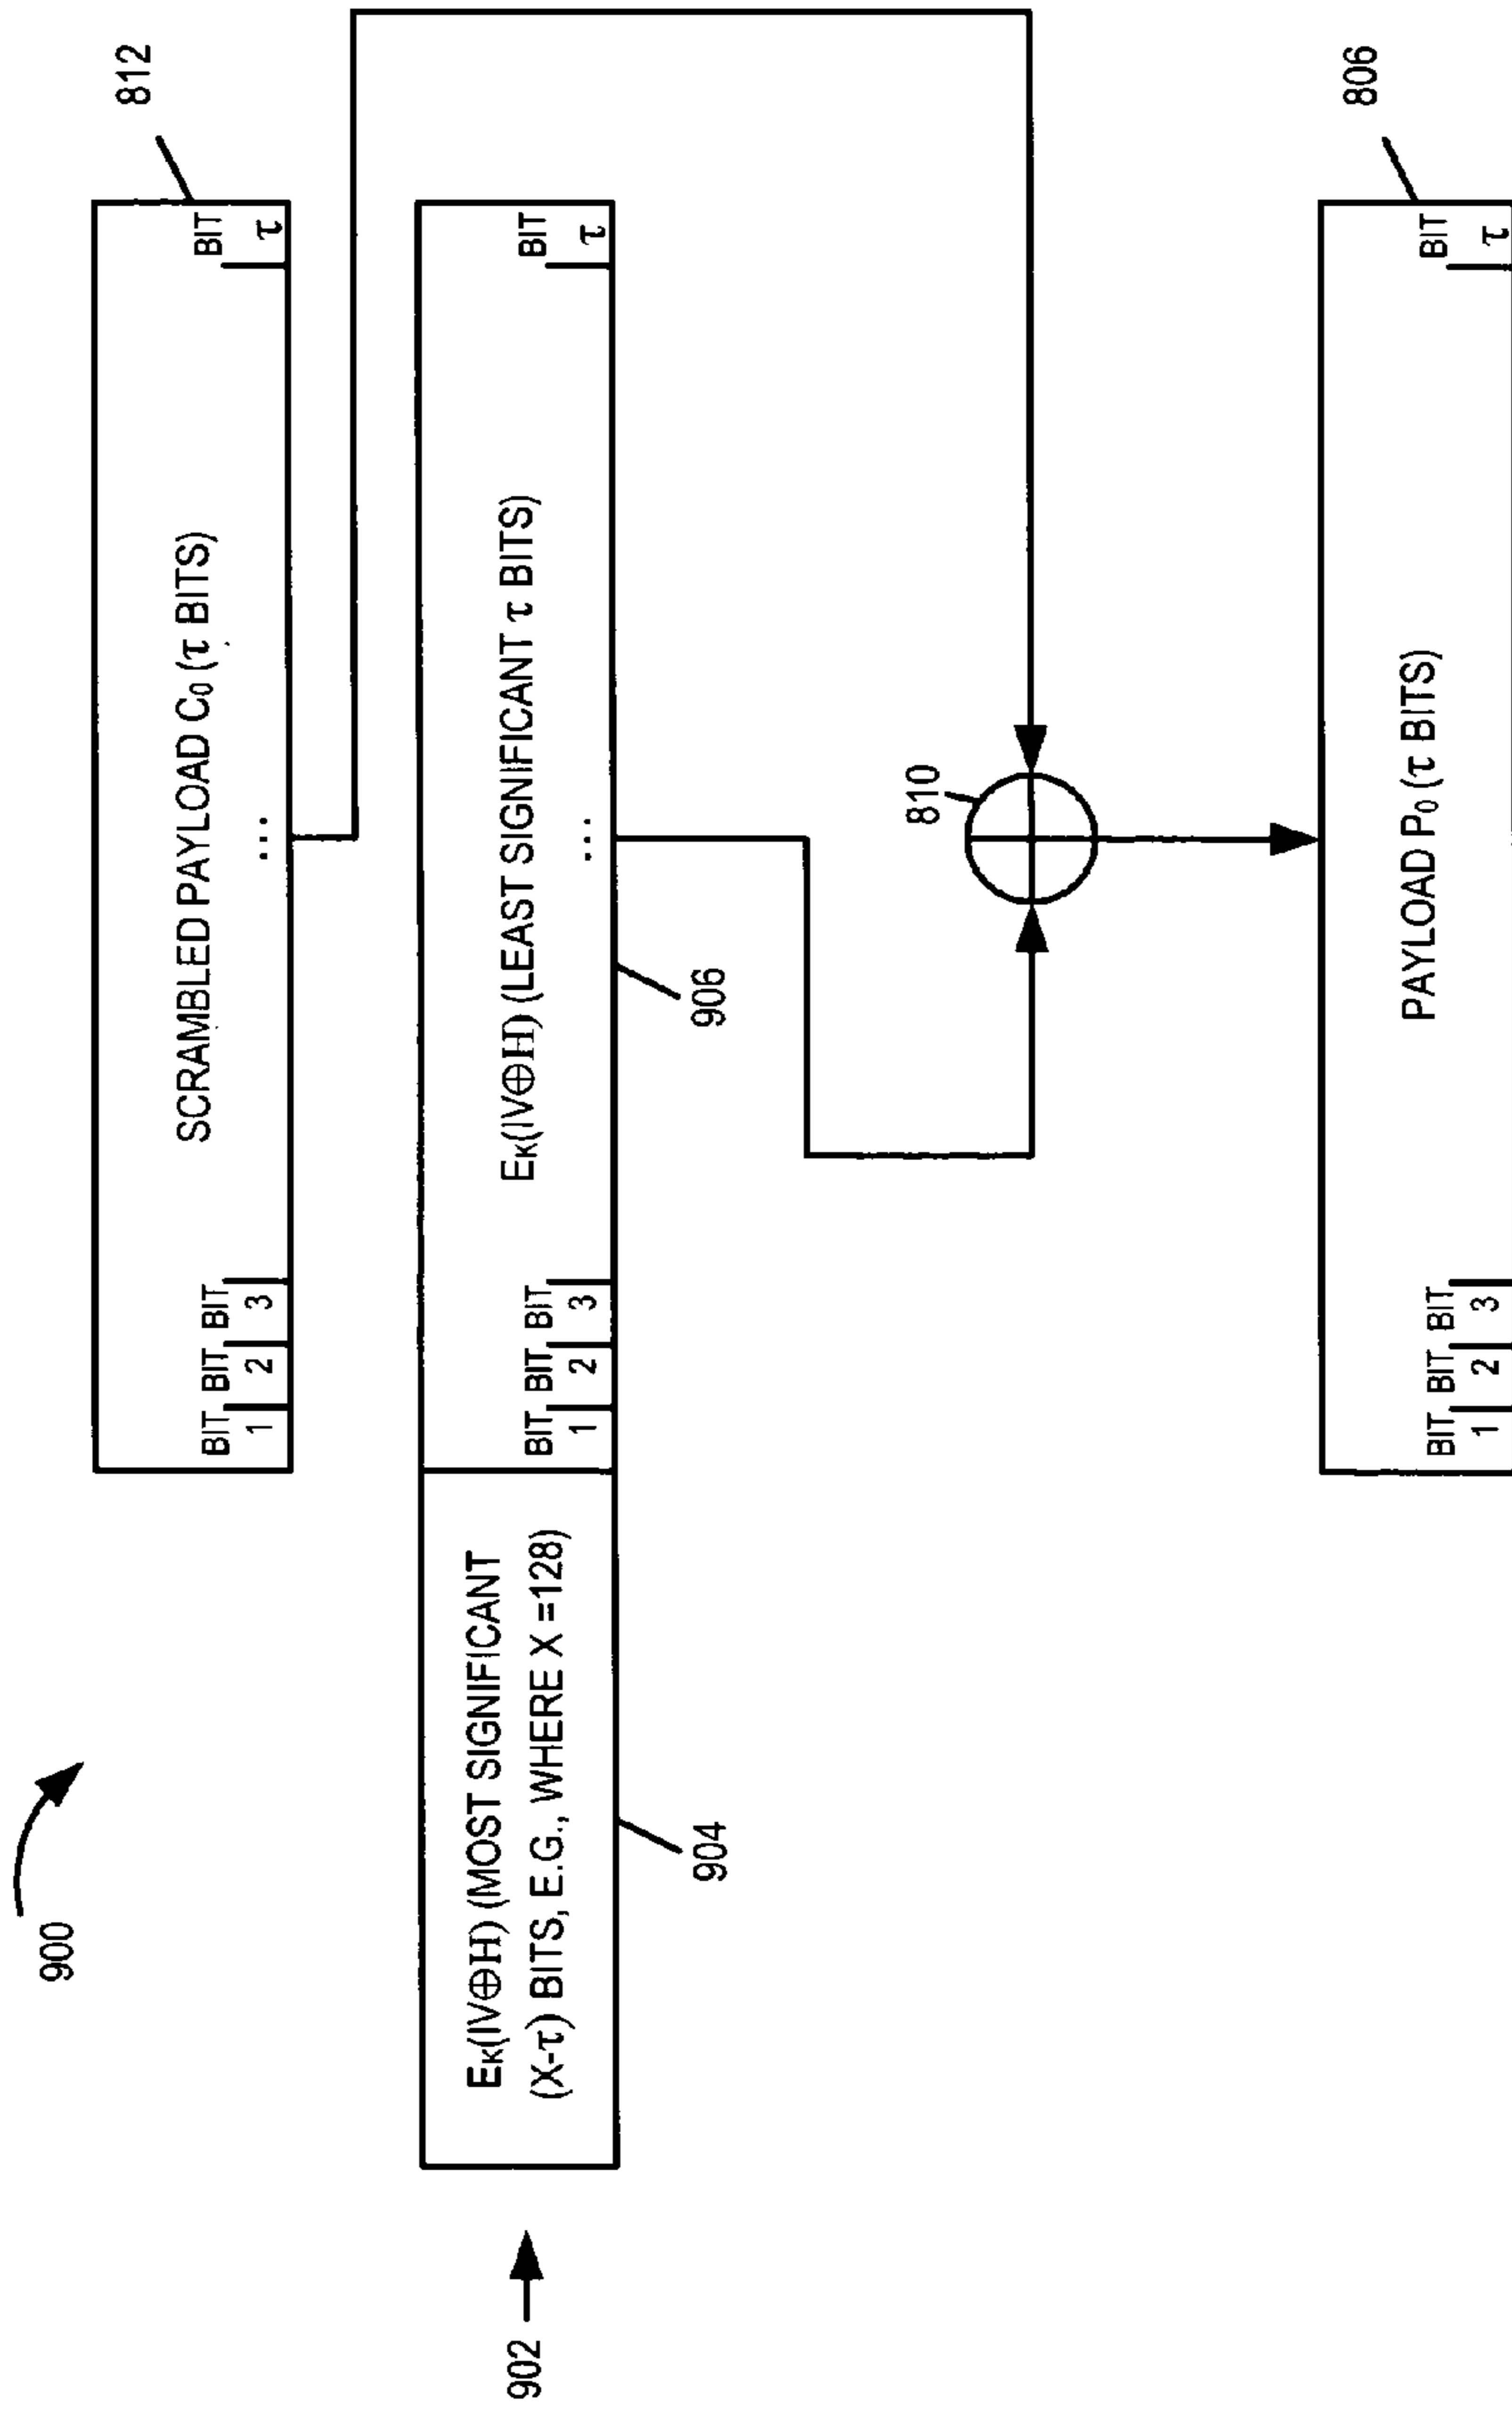 900
812
SCRAMBLED PAYLOAD C0 (τ BITS)
BIT BIT BIT BIT
1 2 3 ... τ
902
EK(IV⊕H) (MOST SIGNIFICANT
(X-τ) BITS, E.G., WHERE X =128)
904
EK(IV⊕H) (LEAST SIGNIFICANT τ BITS)
BIT BIT BIT BIT
1 2 3 ... τ
906
810
806
PAYLOAD P0 (τ BITS)
BIT BIT BIT BIT
1 2 3 τ